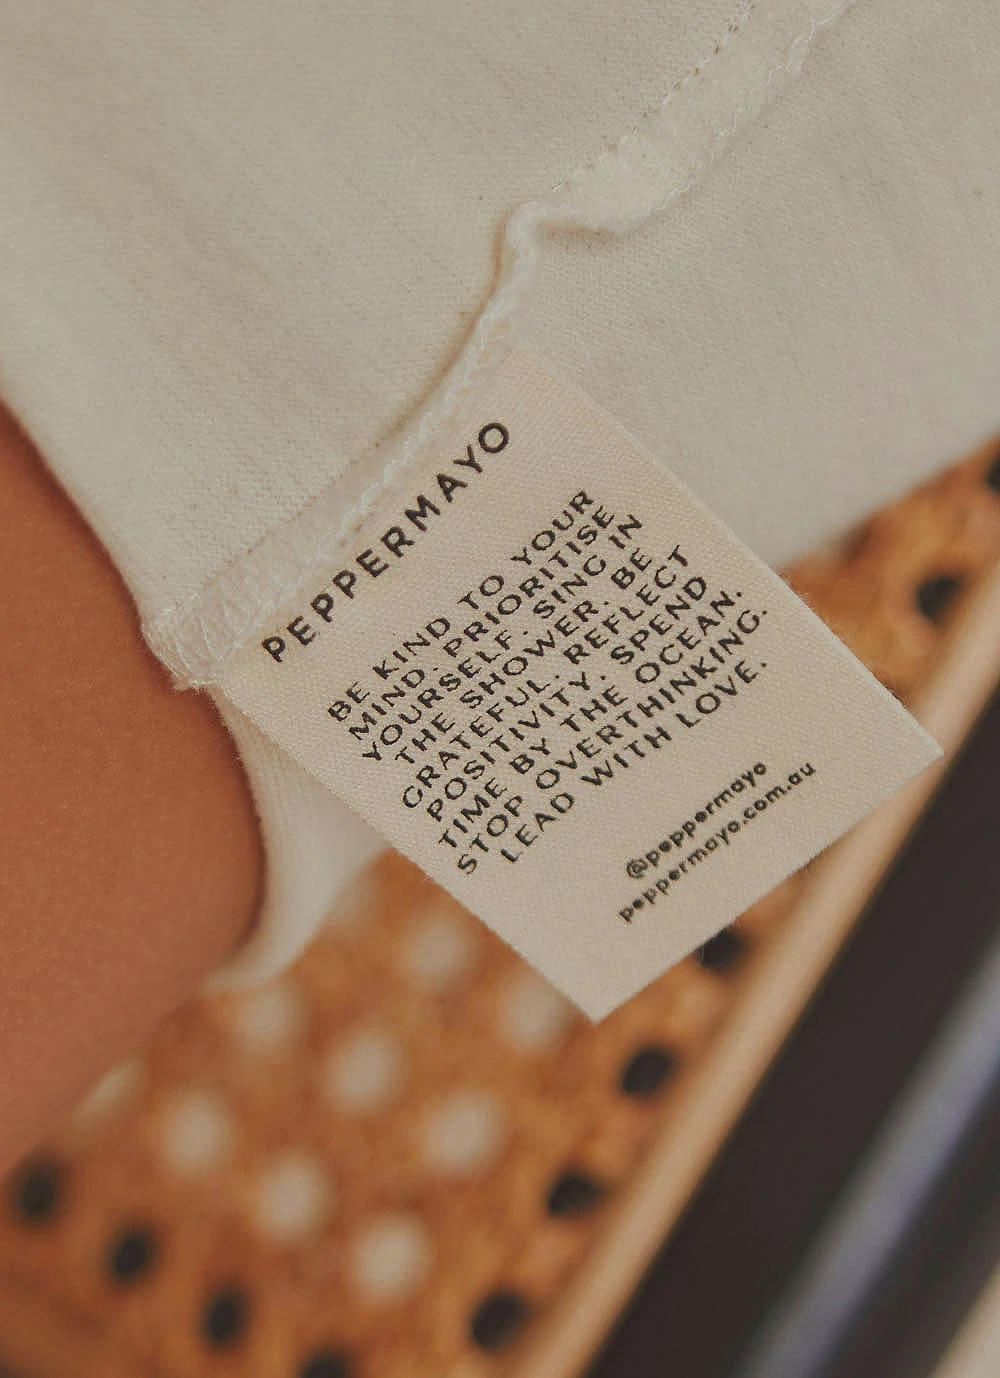 PEPPERMAYO
BE KIND TO YOUR
MIND. PRIORITISE
YOURSELF. SING IN
THE SHOWER. BE
GRATEFUL. REFLECT
POSITIVITY. SPEND
TIME BY THE OCEAN.
STOP OVERTHINKING.
LEAD WITH LOVE.
@peppermayo
peppermayo.com.au